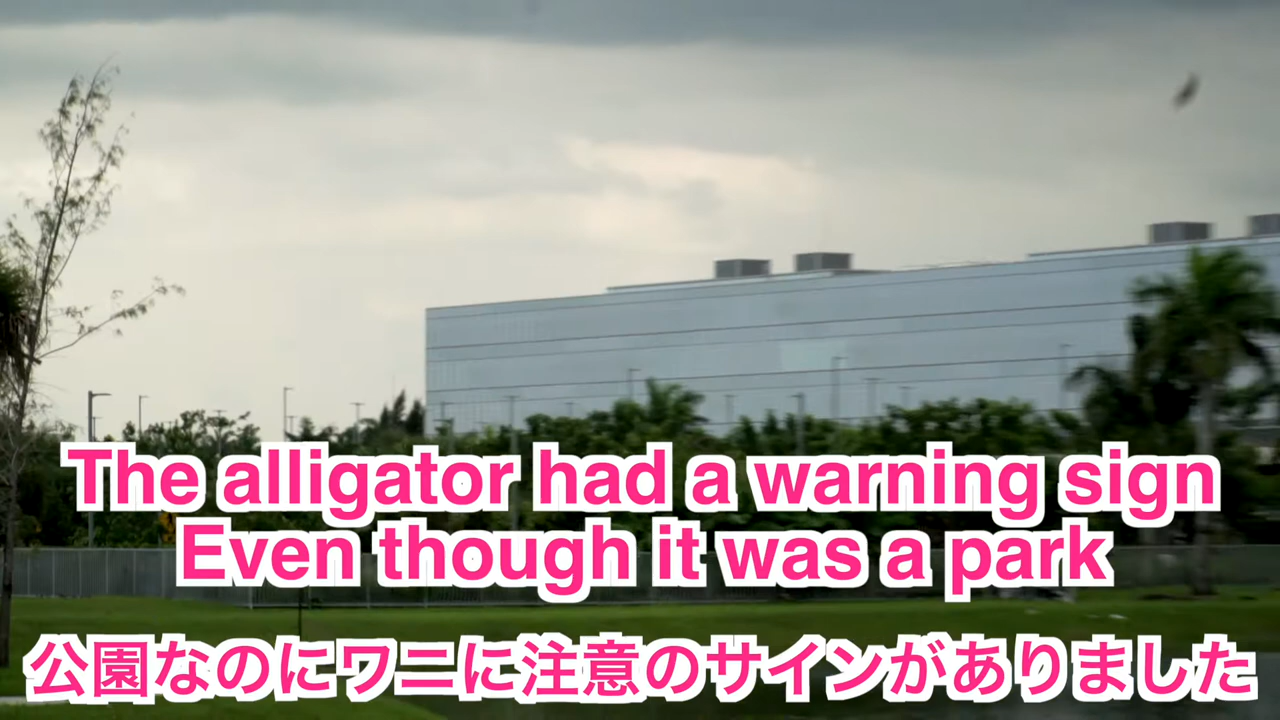 The alligator had a warning sign
Even though it was a park
公園なのにワニに注意のサインがありました